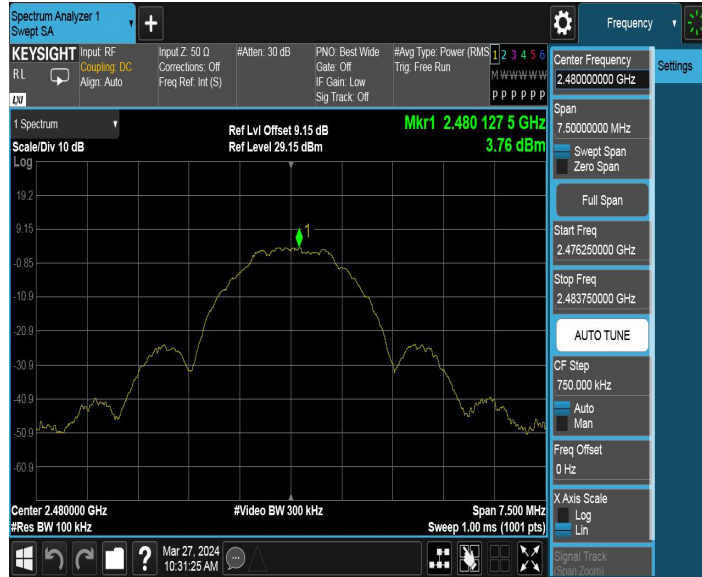 Spectrum Analyzer 1
Swept SA
+
Frequency
KEYSIGHT
RL
LXI
Input: RF
Coupling: DC
Align: Auto
Input Z: 50 Ω
Corrections: Off
Freq Ref: Int (S)
#Atten: 30 dB
PNO: Best Wide
Gate: Off
IF Gain: Low
Sig Track: Off
#Avg Type: Power (RMS
Trig: Free Run
1 2 3 4 5 6
M W W W W W
P P P P P P
Center Frequency
2.480000000 GHz
Settings
Span
7.50000000 MHz
Swept Span
Zero Span
Full Span
Start Freq
2.476250000 GHz
Stop Freq
2.483750000 GHz
AUTO TUNE
CF Step
750.000 kHz
Auto
Man
Freq Offset
0 Hz
X Axis Scale
Log
Lin
Signal Track
(Span Zoom)
1 Spectrum
Scale/Div 10 dB
Log
Ref Lvl Offset 9.15 dB
Ref Level 29.15 dBm
Mkr1 2.480 127 5 GHz
3.76 dBm
19.2
9.15
-0.85
-10.9
-20.9
-30.9
-40.9
-50.9
-60.9
1
Center 2.480000 GHz
#Res BW 100 kHz
#Video BW 300 kHz
Span 7.500 MHz
Sweep 1.00 ms (1001 pts)
?
Mar 27, 2024
10:31:25 AM